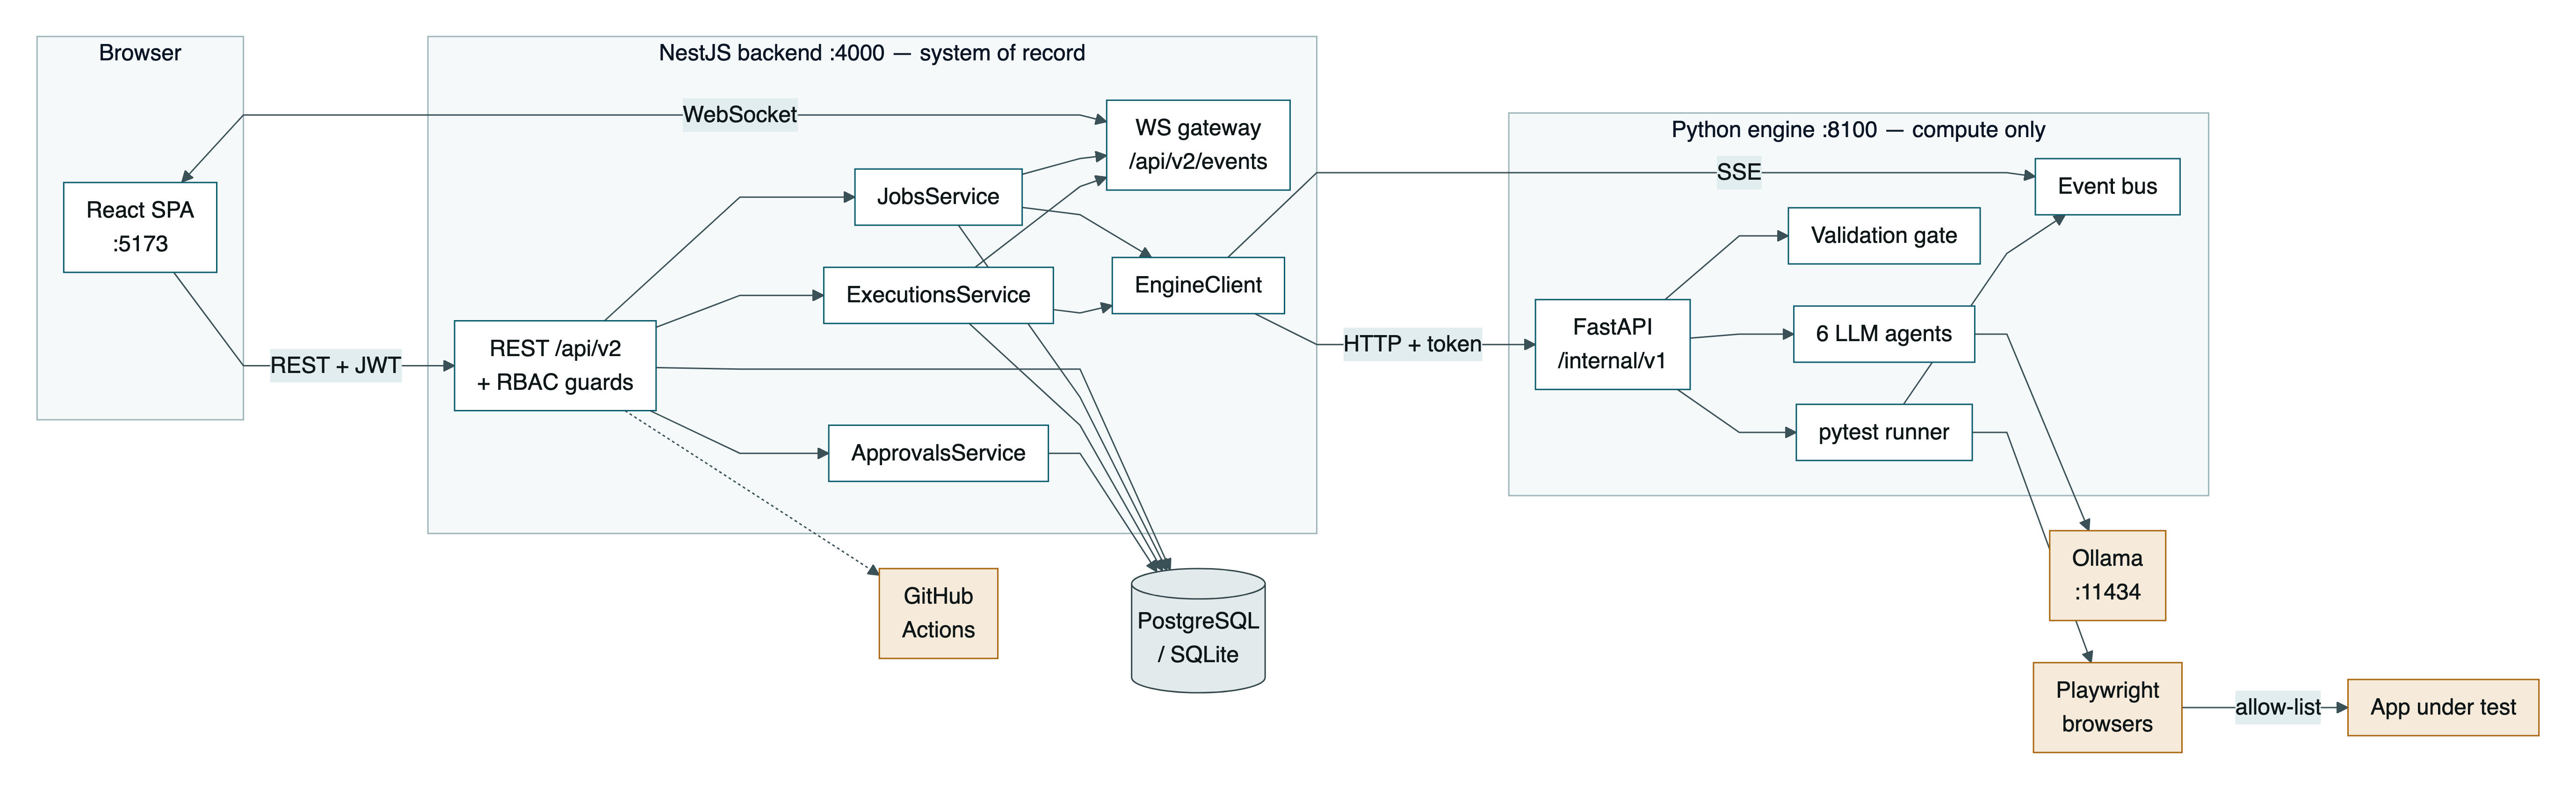 Browser
React SPA
:5173
REST + JWT
WebSocket
NestJS backend :4000 — system of record
WS gateway
/api/v2/events
JobsService
ExecutionsService
EngineClient
REST /api/v2
+ RBAC guards
ApprovalsService
GitHub
Actions
PostgreSQL
/ SQLite
HTTP + token
SSE
Python engine :8100 — compute only
Event bus
Validation gate
FastAPI
/internal/v1
6 LLM agents
pytest runner
Ollama
:11434
Playwright
browsers
allow-list
App under test